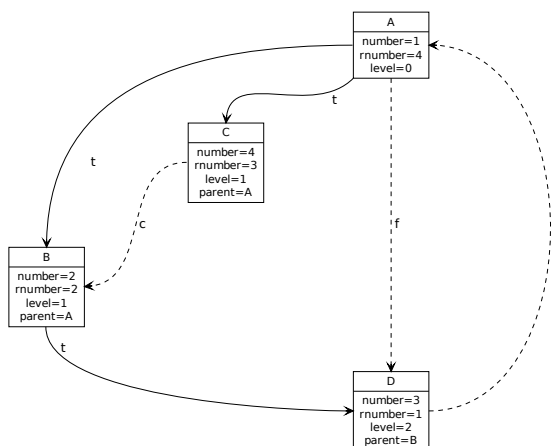 A
number=1
rnumber=4
level=0
t
t
C
number=4
rnumber=3
level=1
parent=A
c
f
B
number=2
rnumber=2
level=1
parent=A
t
D
number=3
rnumber=1
level=2
parent=B